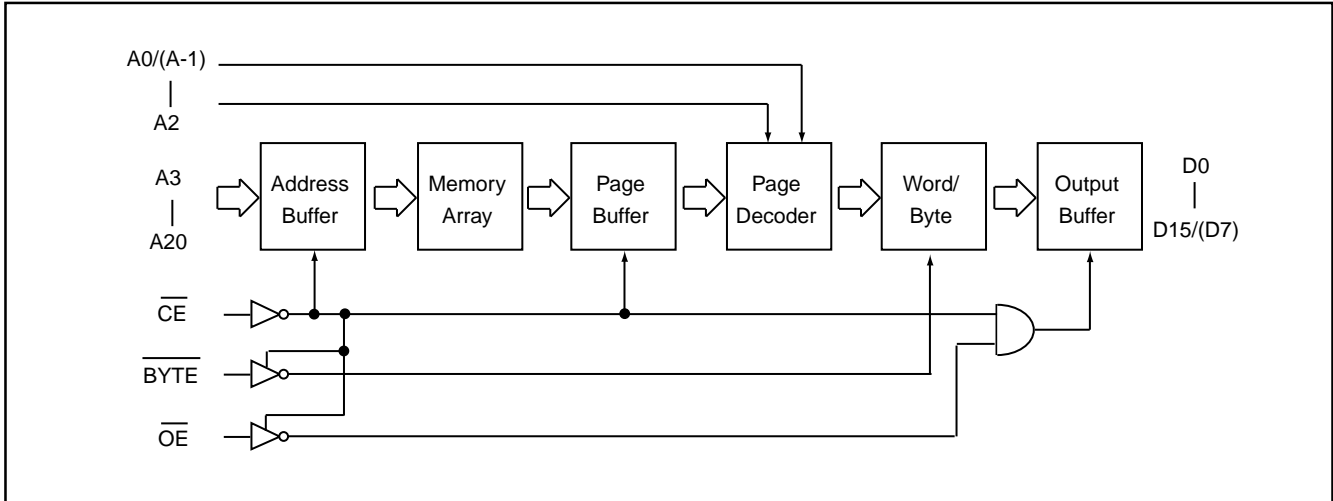 A0/(A-1)
A2
A3
A20
Address
Buffer
Memory
Array
Page
Buffer
Page
Decoder
Word/
Byte
Output
Buffer
D0
D15/(D7)
CE
BYTE
OE